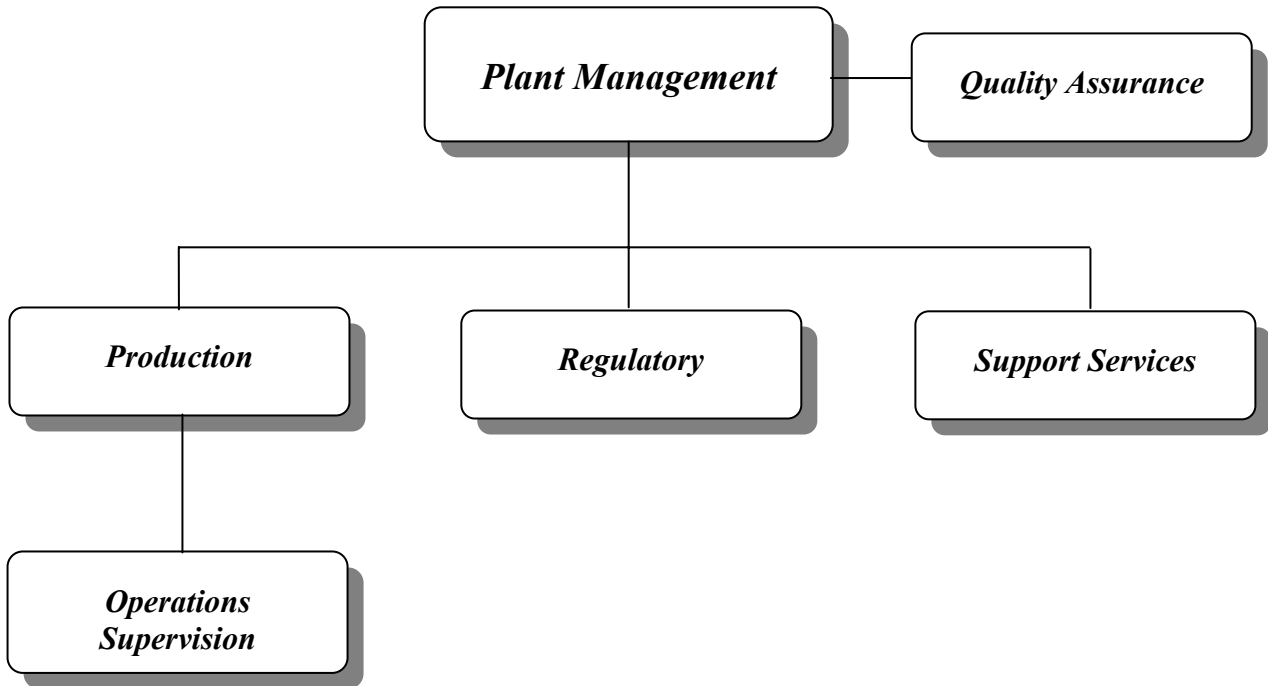 Plant Management
Quality Assurance
Production
Regulatory
Support Services
Operations
Supervision